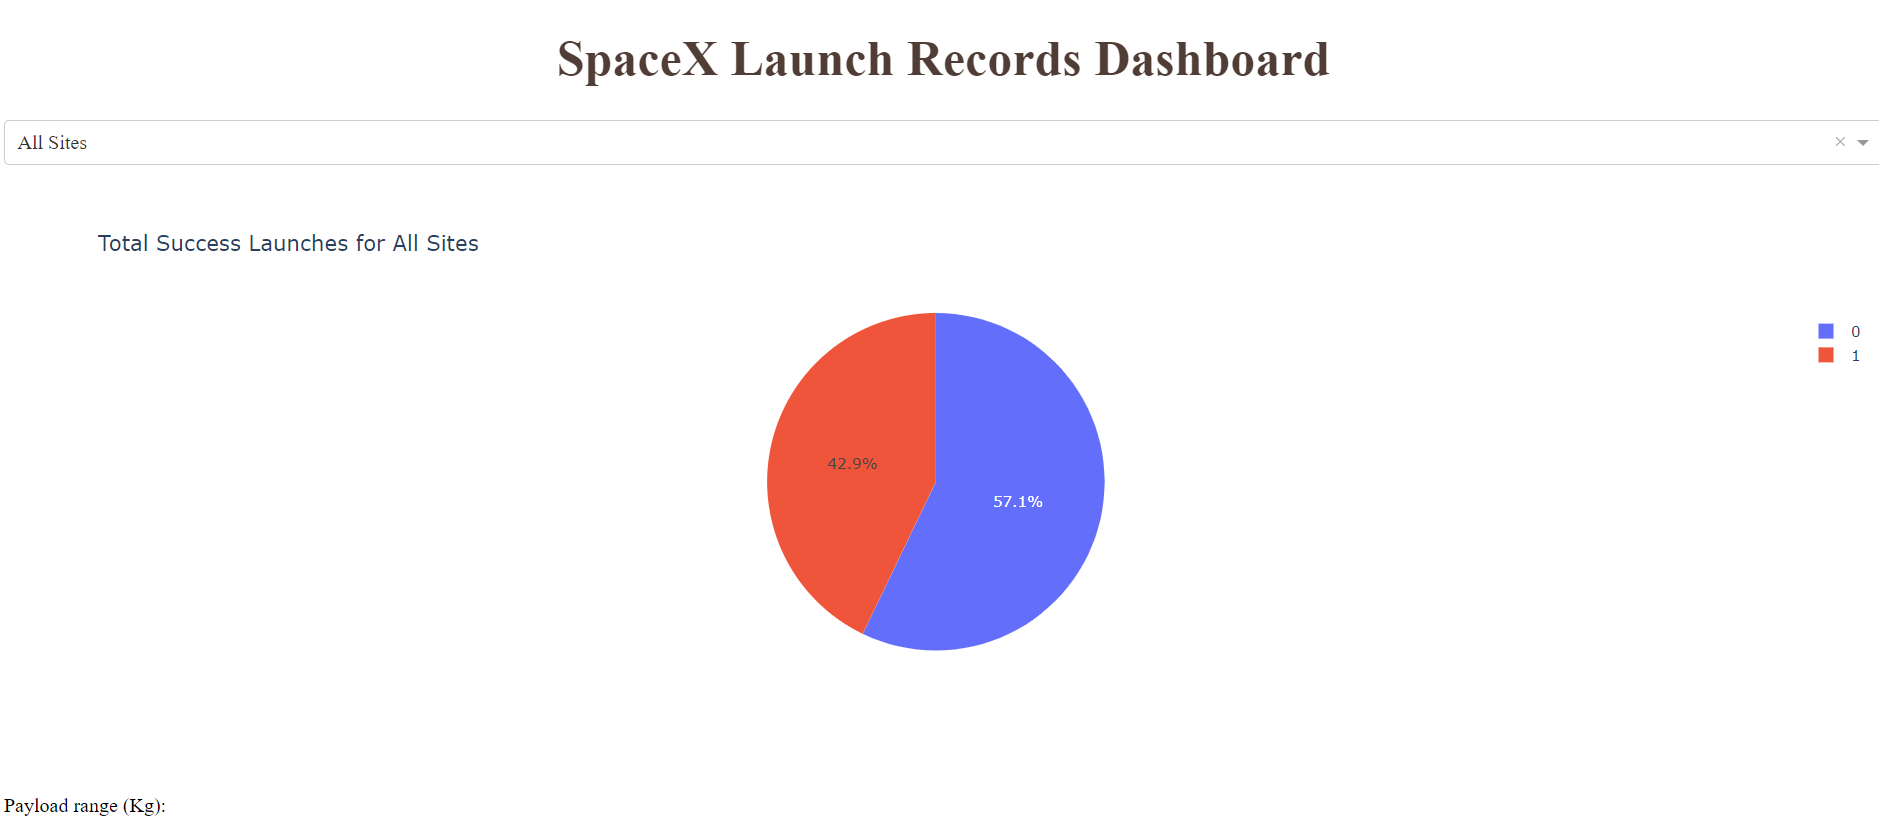 SpaceX Launch Records Dashboard
All Sites
Total Success Launches for All Sites
0
1
42.9%
57.1%
Payload range (Kg):